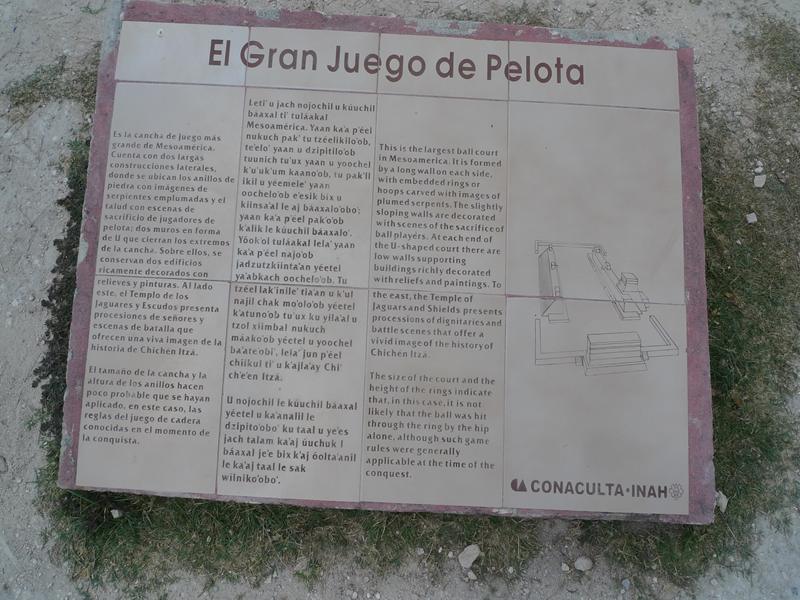 El Gran Juego de Pelota
Es la cancha de juego más
grande de Mesoamérica.
Cuenta con dos largas
construcciones laterales,
donde se ubican los anillos de
piedra con imágenes de
serpientes emplumadas y el
talud con escenas de
sacrificio de jugadores de
pelota; dos muros en forma
de U que cierran los extremos
de la cancha. Sobre ellos, se
conservan dos edificios
ricamente decorados con
relieves y pinturas. Al lado
este, el Templo de los
Jaguares y Escudos presenta
procesiones de señores y
escenas de batalla que
ofrecen una viva imagen de la
historia de Chichén Itzá.
El tamaño de la cancha y la
altura de los anillos hacen
poco probable que se hayan
aplicado, en este caso, las
reglas del juego de cadera
conocidas en el momento de
la conquista.
Leti' u jach nojochil u kúuchil
báaxal ti' tuláakal
Mesoamérica. Yaan ka'a p'éel
nukuch pak' tu tzéelikilo'ob,
te'elo' yaan u dzipitilo'ob
tuunich tu'ux yaan u yoochel
k'u'uk'um kaano'ob, tu pak'il
ikil u yéemele' yaan
oochelo'ob e'esik bix u
kiinsa'al le aj báaxalo'obo';
yaan ka'a p'éel pak'o'ob
k'alik le kúuchil báaxalo'.
Yóok'ol tuláakal lela' yaan
ka'a p'éel najo'ob
jadzutzkiinta'an yéetel
ya'abkach oochelo'ob. Tu
tzéel lak'inile' tia'an u k'ul
najil chak mo'olo'ob yéetel
k'atuno'ob tu'ux ku yila'al u
tzol xiimbal nukuch
máako'ob yéetel u yoochel
ba'ate'obi', lela' jun p'éel
chíikul ti' u k'ajla'ay Chi'
ch'e'en Itzá.
U nojochil le kúuchil báaxal
yéetel u ka'analil le
dzipito'obo' ku taal u ye'es
jach talam ka'aj úuchuk l
báaxal je'e bix k'aj óolta'anil
le ka'aj taal le sak
wíiniko'obo'.
This is the largest ball court
in Mesoamerica. It is formed
by a long wall on each side,
with embedded rings or
hoops carved with images of
plumed serpents. The slightly
sloping walls are decorated
with scenes of the sacrifice of
ball players. At each end of
the U-shaped court there are
low walls supporting
buildings richly decorated
with reliefs and paintings. To
the east, the Temple of
Jaguars and Shields presents
processions of dignitaries and
battle scenes that offer a
vivid image of the history of
Chichén Itzá.
The size of the court and the
height of the rings indicate
that, in this case, it is not
likely that the ball was hit
through the ring by the hip
alone, although such game
rules were generally
applicable at the time of the
conquest.
CONACULTA·INAH